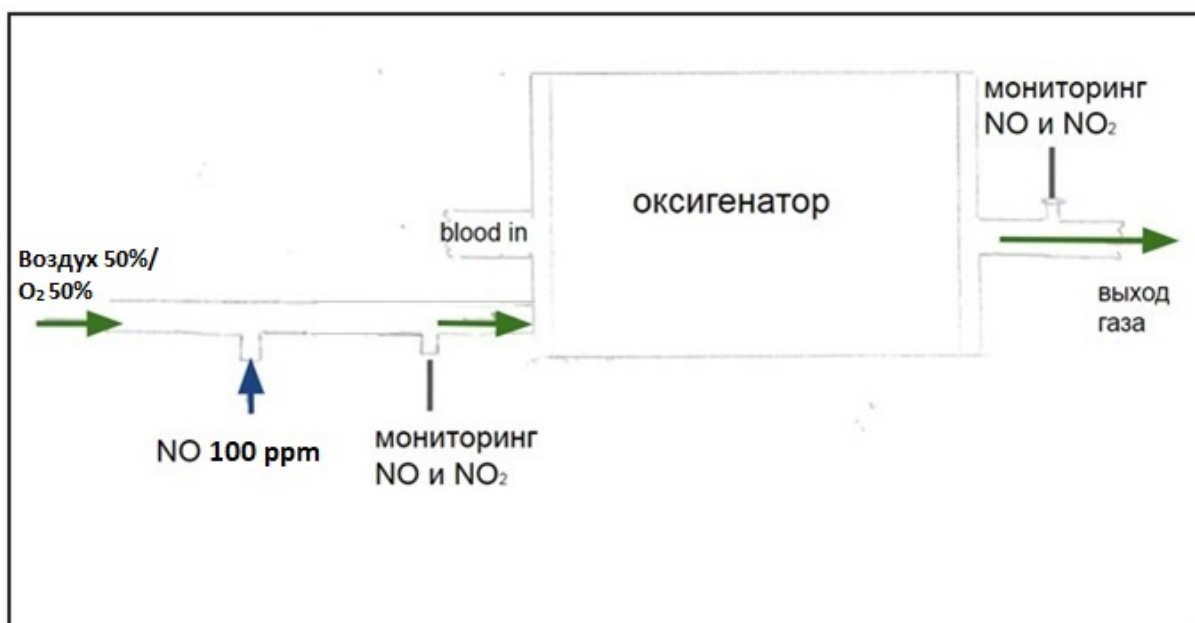 Воздух 50%/
O₂ 50%
NO 100 ppm
мониторинг
NO и NO₂
blood in
оксигенатор
мониторинг
NO и NO₂
выход
газа